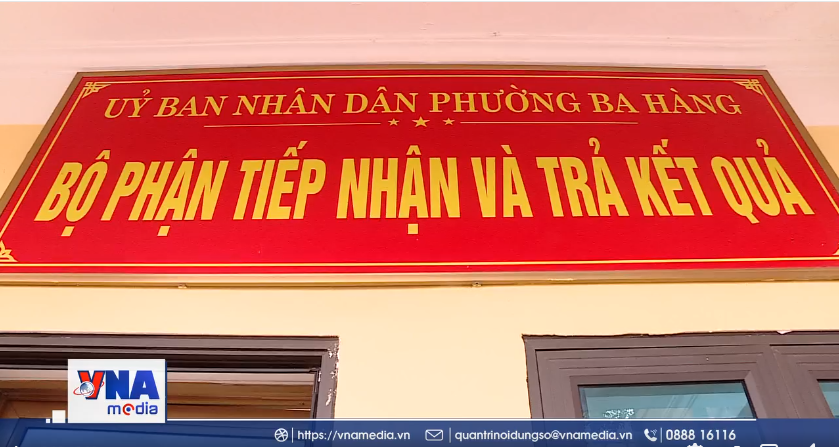 UỶ BAN NHÂN DÂN PHƯỜNG BA HÀNG
BỘ PHẬN TIẾP NHẬN VÀ TRẢ KẾT QUẢ
VNA
media
https://vnamedia.vn | quantrinoidungso@vnamedia.vn 0888 16116